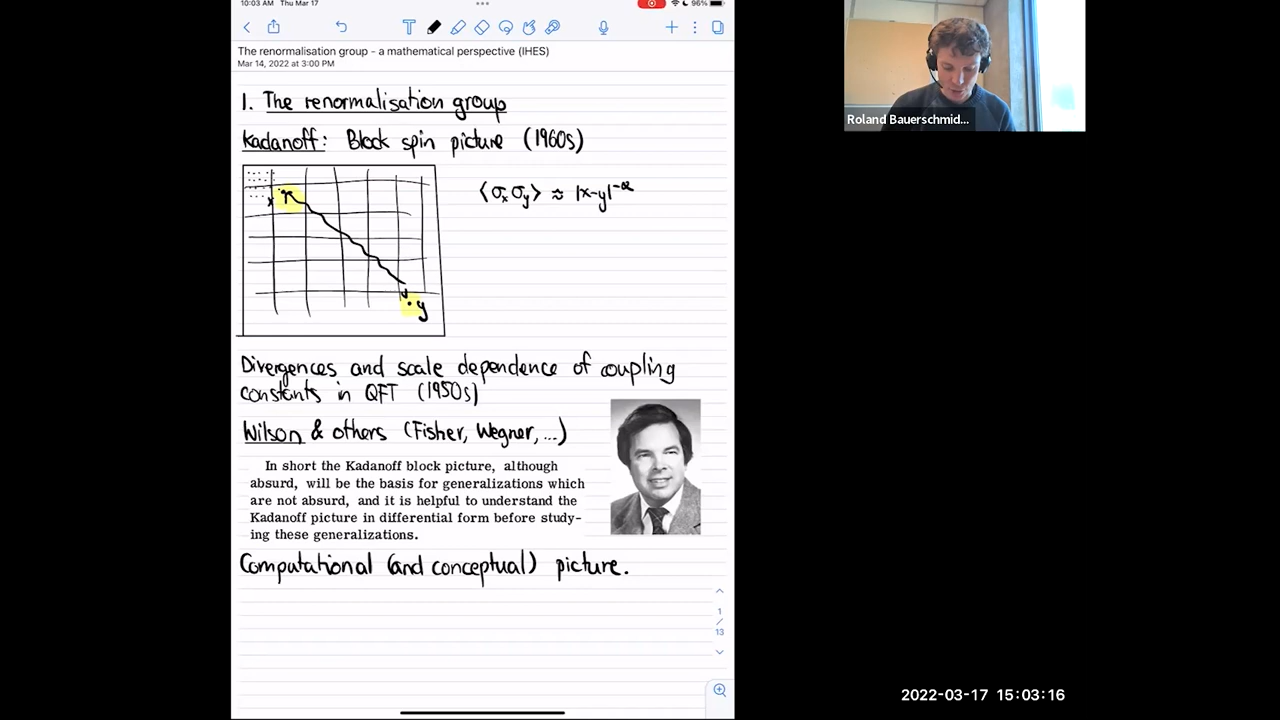 10:03 AM Thu Mar 17
96%
The renormalisation group - a mathematical perspective (IHES)
Mar 14, 2022 at 3:00 PM
1. The renormalisation group
Kadanoff: Block spin picture (1960s)
⟨σx σy⟩ ≈ |x-y|^-α
x
y
Divergences and scale dependence of coupling
constants in QFT (1950s)
Wilson & others (Fisher, Wegner, ...)
In short the Kadanoff block picture, although
absurd, will be the basis for generalizations which
are not absurd, and it is helpful to understand the
Kadanoff picture in differential form before study-
ing these generalizations.
Computational (and conceptual) picture.
1
/
13
Roland Bauerschmid...
2022-03-17 15:03:16